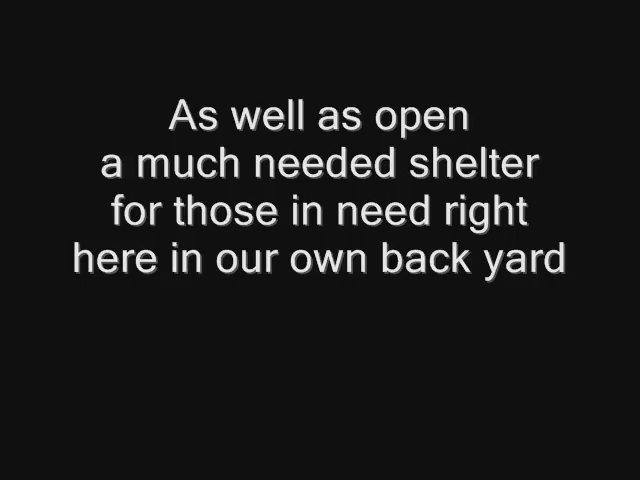 As well as open
a much needed shelter
for those in need right
here in our own back yard